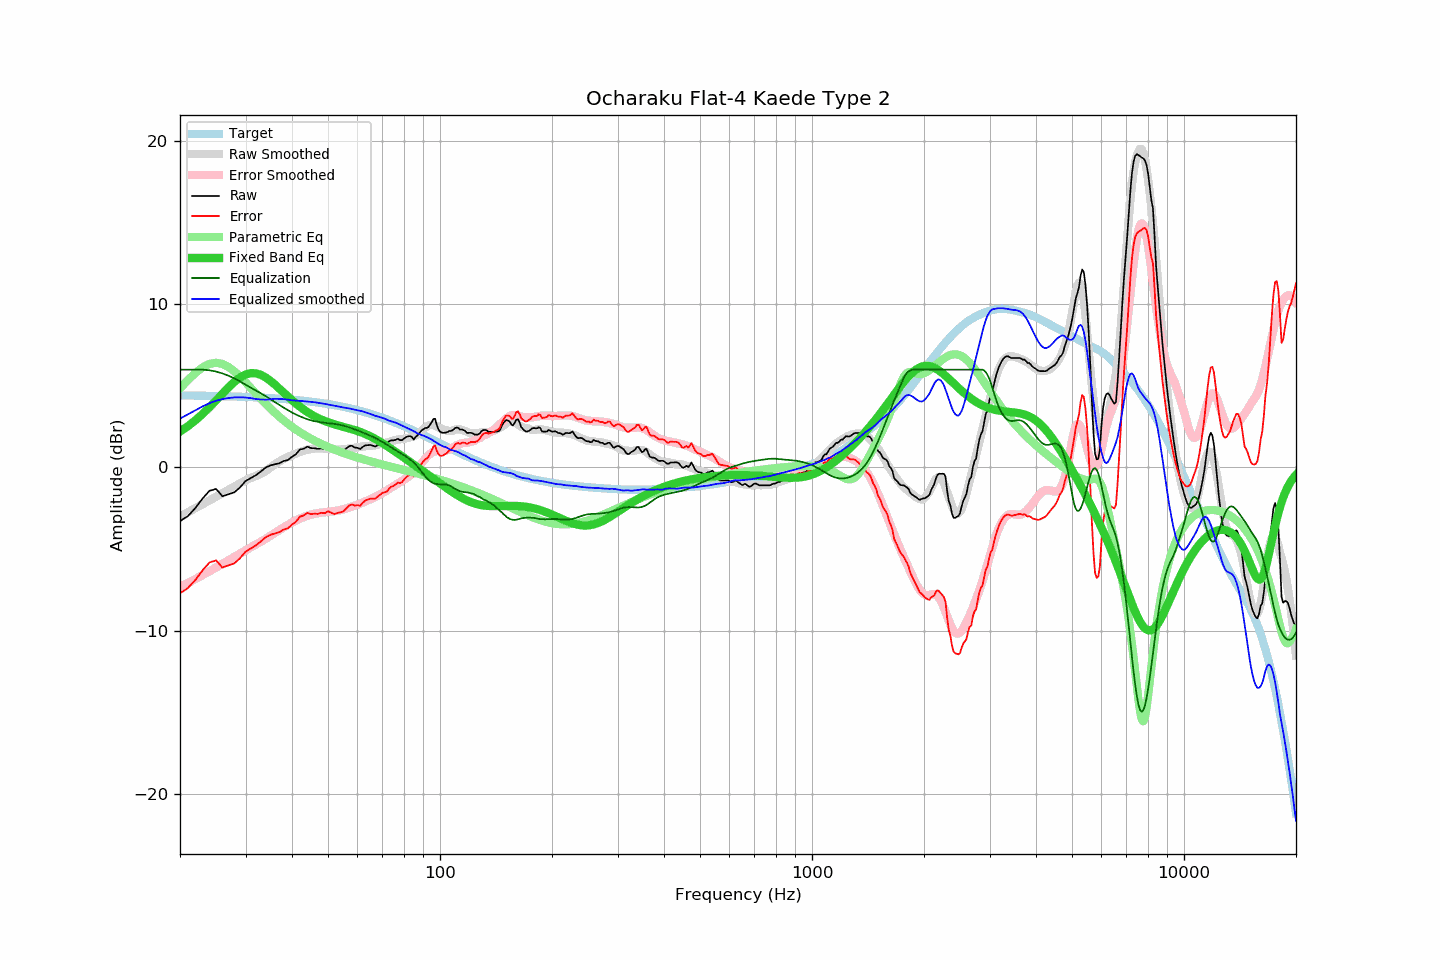 Ocharaku Flat-4 Kaede Type 2
Target
Raw Smoothed
Error Smoothed
Raw
Error
Parametric Eq
Fixed Band Eq
Equalization
Equalized smoothed
20
10
0
−10
−20
Amplitude (dBr)
100
1000
10000
Frequency (Hz)